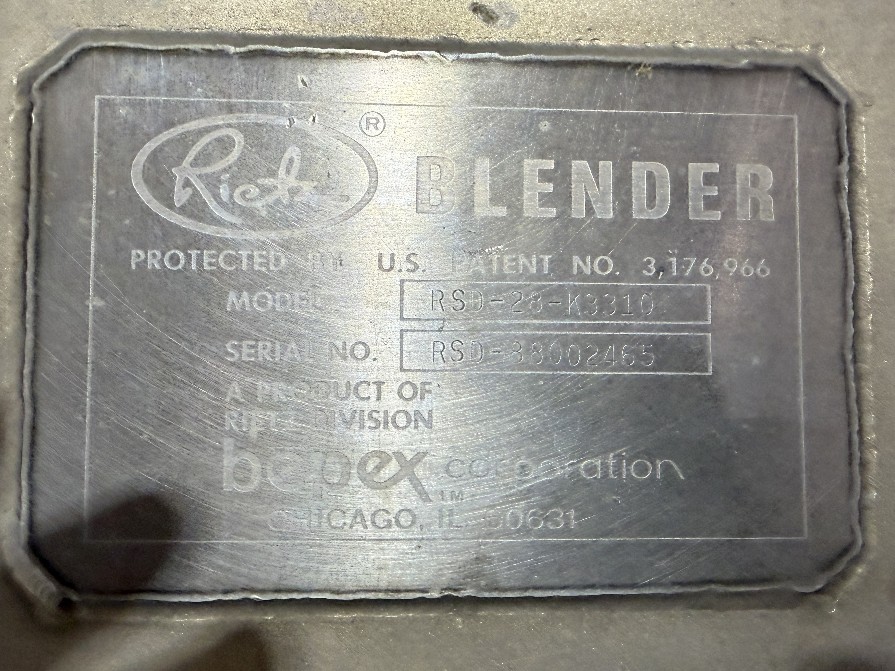 Rietz ®
BLENDER
PROTECTED BY U.S. PATENT NO. 3,176,966
MODEL RSD-28-K3310
SERIAL NO. RSD-88002465
A PRODUCT OF
RIETZ DIVISION
bepex corporation
TM
CHICAGO, IL 60631